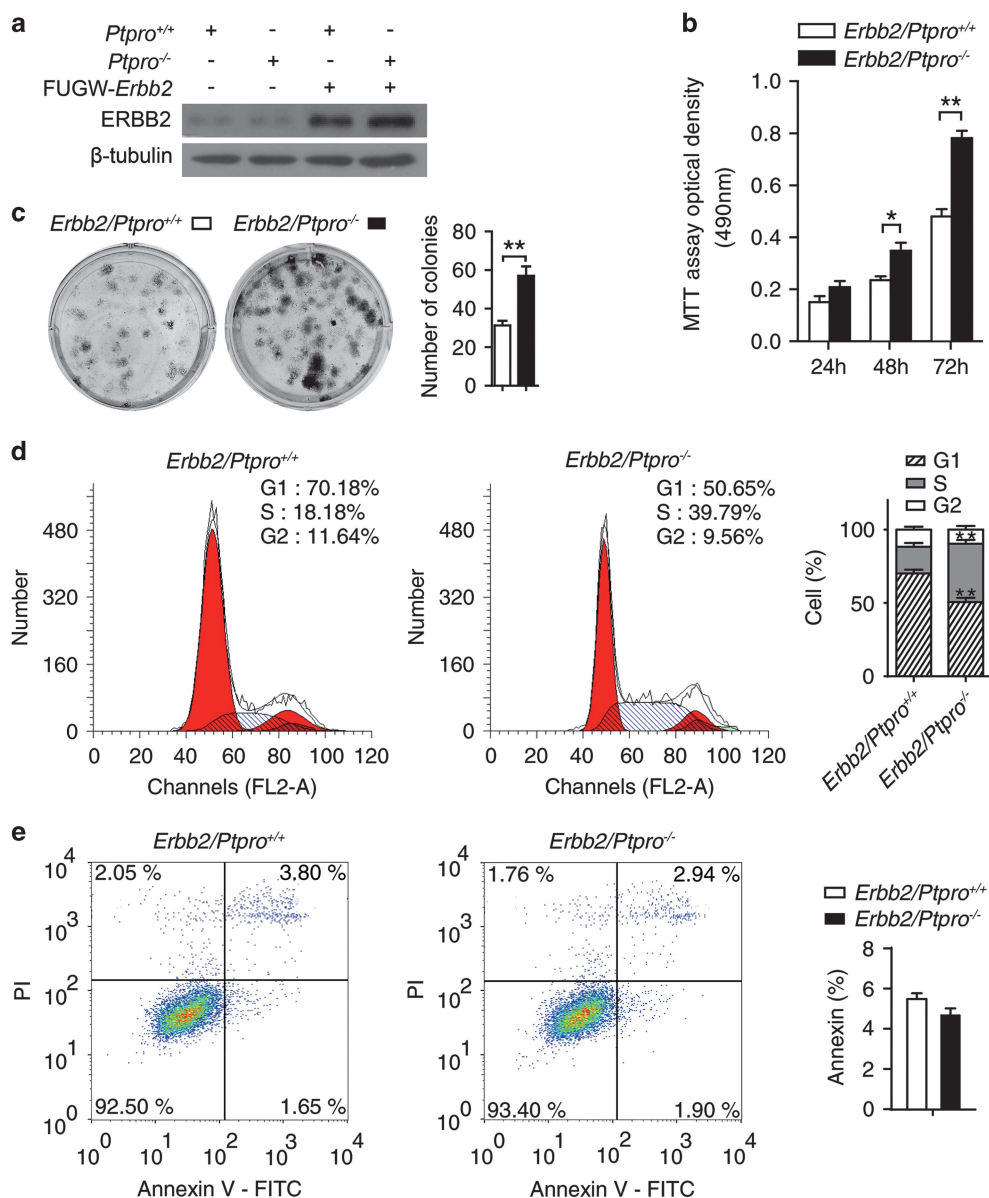 a
Ptpro+/+ + - + -
Ptpro-/- - + - +
FUGW-Erbb2 - - + +
ERBB2
β-tubulin
b
Erbb2/Ptpro+/+
Erbb2/Ptpro-/-
MTT assay optical density
(490nm)
1.0
0.8
0.6
0.4
0.2
0.0
*
**
24h 48h 72h
c
Erbb2/Ptpro+/+ Erbb2/Ptpro-/-
Number of colonies
80
60
40
20
0
**
d
Erbb2/Ptpro+/+
G1 : 70.18%
S : 18.18%
G2 : 11.64%
Number
480
320
160
0
0 20 40 60 80 100 120
Channels (FL2-A)
Erbb2/Ptpro-/-
G1 : 50.65%
S : 39.79%
G2 : 9.56%
Number
480
320
160
0
0 20 40 60 80 100 120
Channels (FL2-A)
G1
S
G2
Cell (%)
100
50
0
**
**
Erbb2/Ptpro+/+
Erbb2/Ptpro-/-
e
Erbb2/Ptpro+/+
2.05 % 3.80 %
92.50 % 1.65 %
PI
10^4
10^3
10^2
10^1
10^0
10^0 10^1 10^2 10^3 10^4
Annexin V - FITC
Erbb2/Ptpro-/-
1.76 % 2.94 %
93.40 % 1.90 %
PI
10^4
10^3
10^2
10^1
10^0
10^0 10^1 10^2 10^3 10^4
Annexin V - FITC
Erbb2/Ptpro+/+
Erbb2/Ptpro-/-
Annexin (%)
8
6
4
2
0